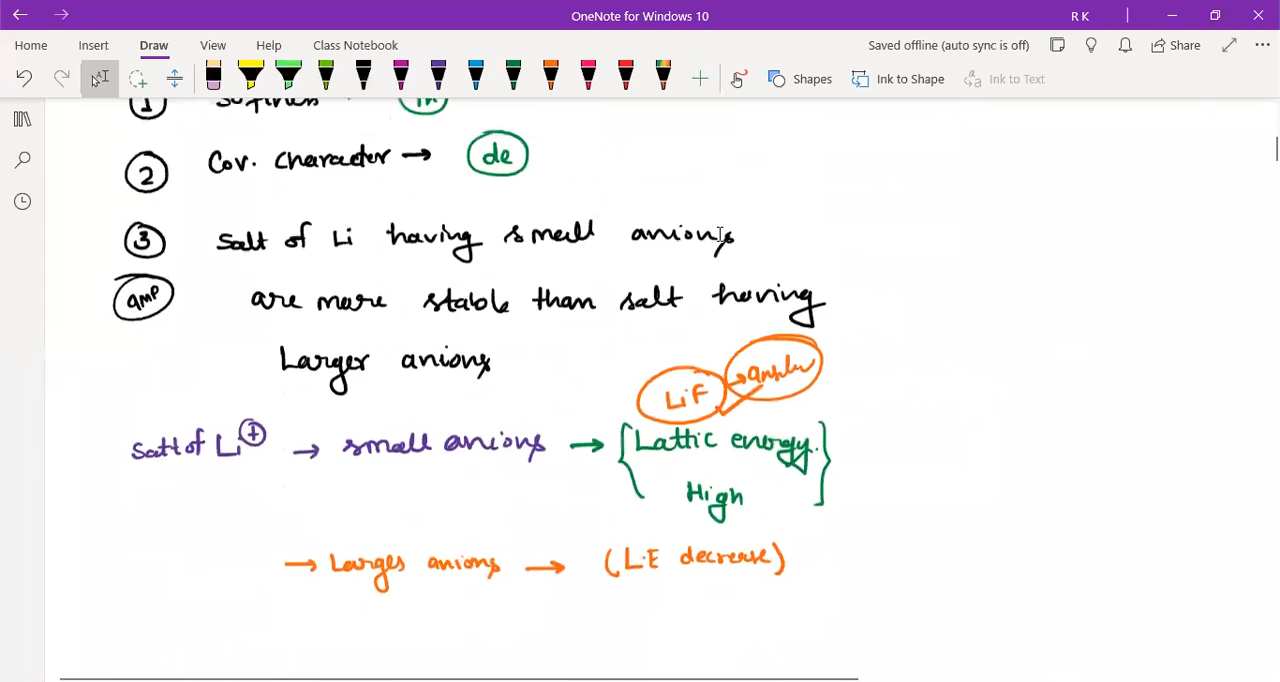 OneNote for Windows 10
R K
Home Insert Draw View Help Class Notebook
Saved offline (auto sync is off) Share
Shapes Ink to Shape Ink to Text
1
2 Cov. character → de
3 Salt of Li having small anions
are more stable than salt having
Larger anions
LiF →
Salt of Li+ → small anions → {Lattic energy.}
High
→ Larges anions → (L.E decrease)